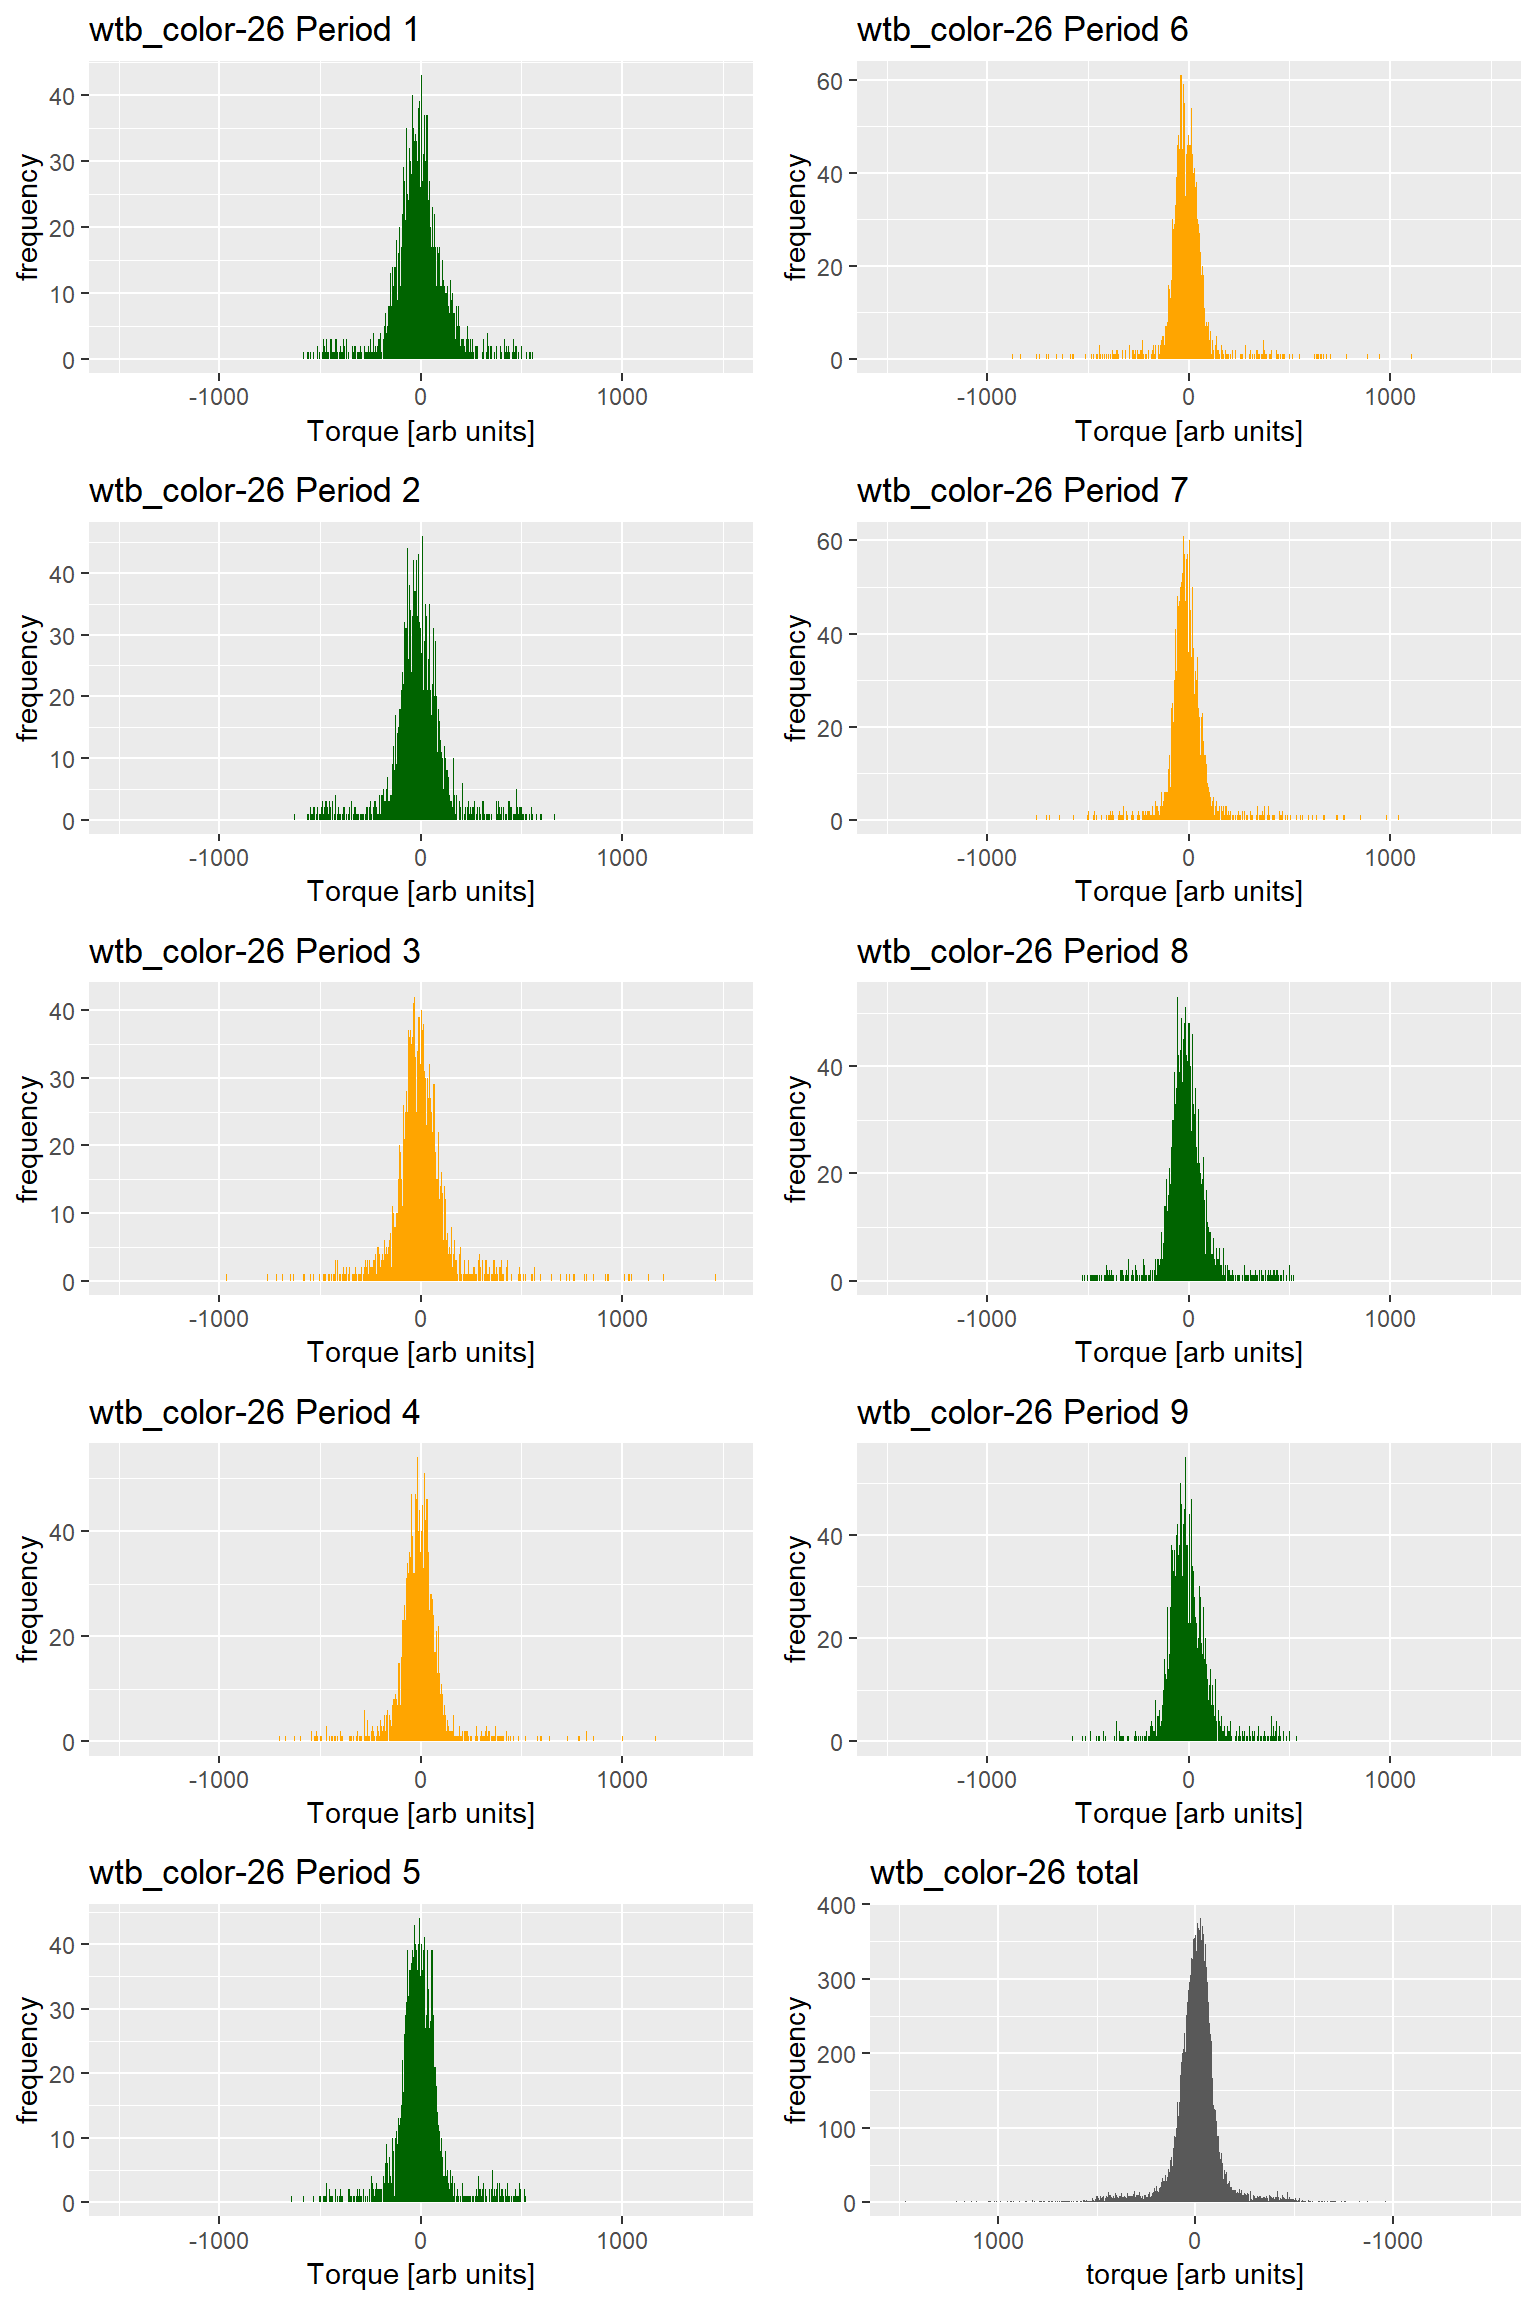 wtb_color-26 Period 1
frequency
40
30
20
10
0
-1000 0 1000
Torque [arb units]
wtb_color-26 Period 6
frequency
60
40
20
0
-1000 0 1000
Torque [arb units]
wtb_color-26 Period 2
frequency
40
30
20
10
0
-1000 0 1000
Torque [arb units]
wtb_color-26 Period 7
frequency
60
40
20
0
-1000 0 1000
Torque [arb units]
wtb_color-26 Period 3
frequency
40
30
20
10
0
-1000 0 1000
Torque [arb units]
wtb_color-26 Period 8
frequency
40
20
0
-1000 0 1000
Torque [arb units]
wtb_color-26 Period 4
frequency
40
20
0
-1000 0 1000
Torque [arb units]
wtb_color-26 Period 9
frequency
40
20
0
-1000 0 1000
Torque [arb units]
wtb_color-26 Period 5
frequency
40
30
20
10
0
-1000 0 1000
Torque [arb units]
wtb_color-26 total
frequency
400
300
200
100
0
1000 0 -1000
torque [arb units]